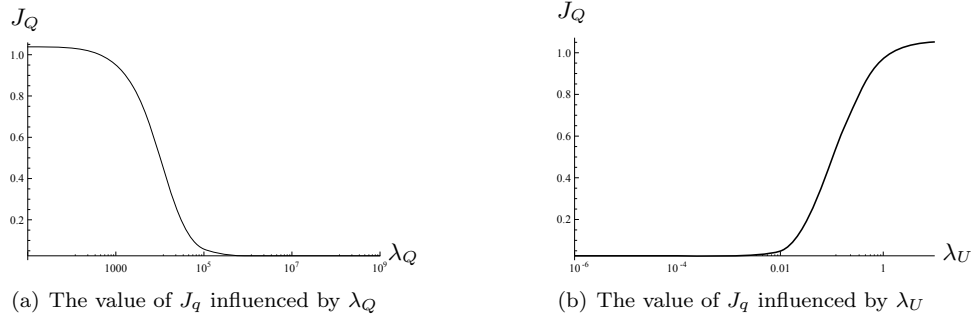 J_Q
1.0
0.8
0.6
0.4
0.2
1000 10^5 10^7 10^9 λ_Q
(a) The value of J_q influenced by λ_Q
J_Q
1.0
0.8
0.6
0.4
0.2
10^-6 10^-4 0.01 1 λ_U
(b) The value of J_q influenced by λ_U